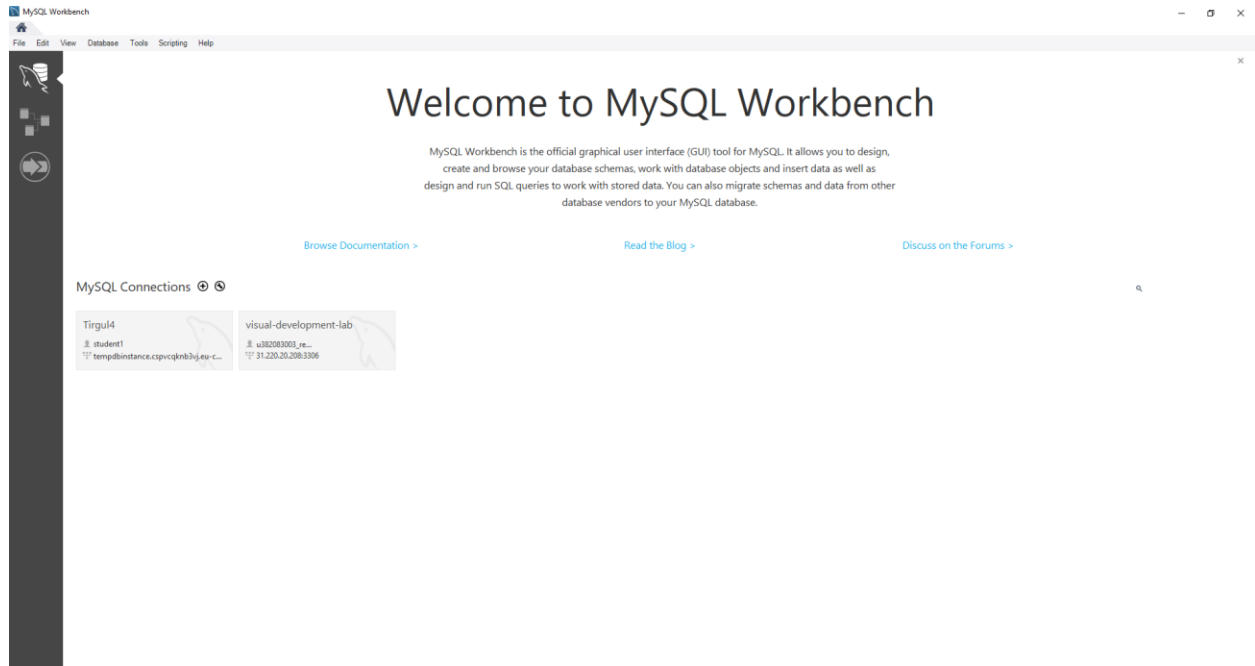 MySQL Workbench
File Edit View Database Tools Scripting Help
Welcome to MySQL Workbench
MySQL Workbench is the official graphical user interface (GUI) tool for MySQL. It allows you to design,
create and browse your database schemas, work with database objects and insert data as well as
design and run SQL queries to work with stored data. You can also migrate schemas and data from other
database vendors to your MySQL database.
Browse Documentation > Read the Blog > Discuss on the Forums >
MySQL Connections
Tirgul4
student1
tempdbinstance.cspvcqknb3vj.eu-c...
visual-development-lab
u382083003_re...
31.220.20.208:3306